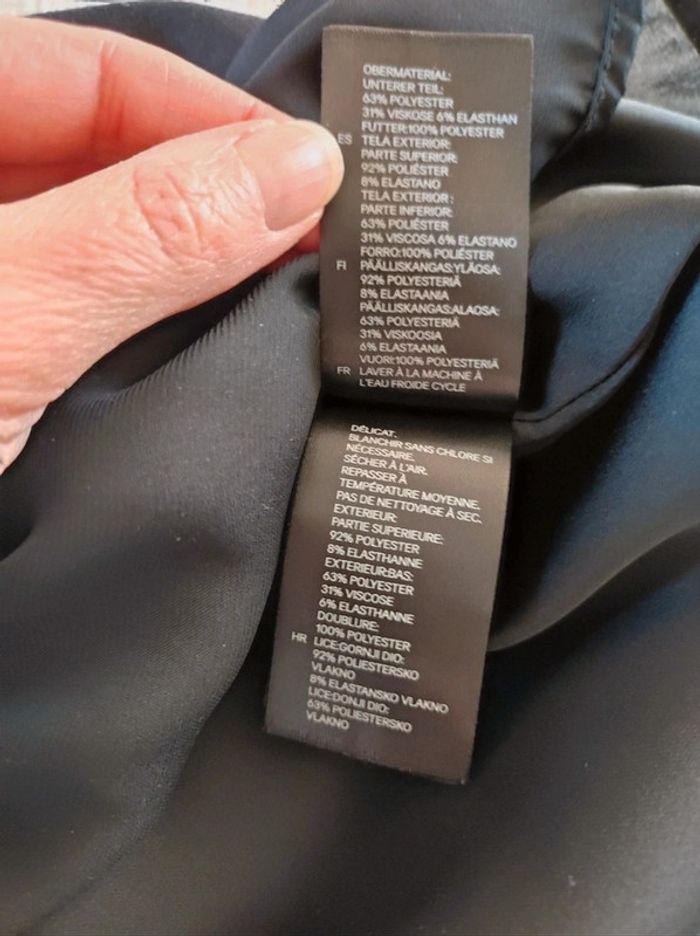 OBERMATERIAL:
UNTERER TEIL:
63% POLYESTER
31% VISKOSE 6% ELASTHAN
FUTTER:100% POLYESTER
ES TELA EXTERIOR:
PARTE SUPERIOR:
92% POLIÉSTER
8% ELASTANO
TELA EXTERIOR :
PARTE INFERIOR:
63% POLIÉSTER
31% VISCOSA 6% ELASTANO
FORRO:100% POLIÉSTER
FI PÄÄLLISKANGAS:YLÄOSA:
92% POLYESTERIÄ
8% ELASTAANIA
PÄÄLLISKANGAS:ALAOSA:
63% POLYESTERIÄ
31% VISKOOSIA
6% ELASTAANIA
VUORI:100% POLYESTERIÄ
FR LAVER À LA MACHINE À
L'EAU FROIDE CYCLE
DÉLICAT.
BLANCHIR SANS CHLORE SI
NÉCESSAIRE.
SÉCHER À L'AIR.
REPASSER À
TEMPÉRATURE MOYENNE.
PAS DE NETTOYAGE À SEC.
EXTERIEUR:
PARTIE SUPERIEURE:
92% POLYESTER
8% ELASTHANNE
EXTERIEUR:BAS:
63% POLYESTER
31% VISCOSE
6% ELASTHANNE
DOUBLURE:
100% POLYESTER
HR LICE:GORNJI DIO:
92% POLIESTERSKO
VLAKNO
8% ELASTANSKO VLAKNO
LICE:DONJI DIO:
63% POLIESTERSKO
VLAKNO